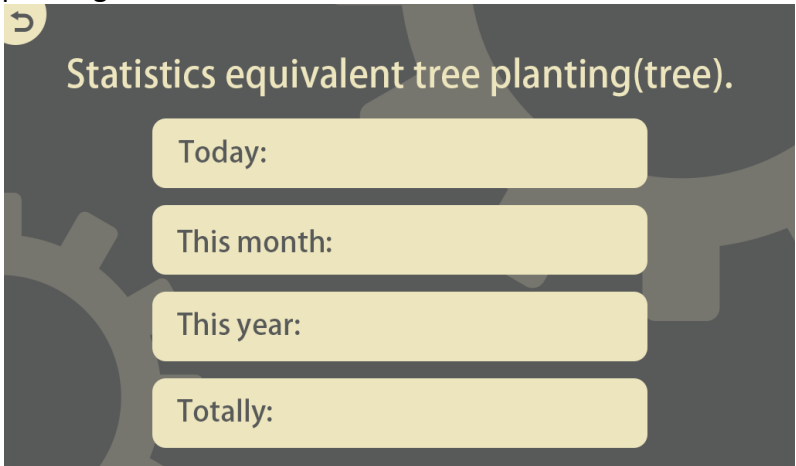 Statistics equivalent tree planting(tree).
Today:
This month:
This year:
Totally: